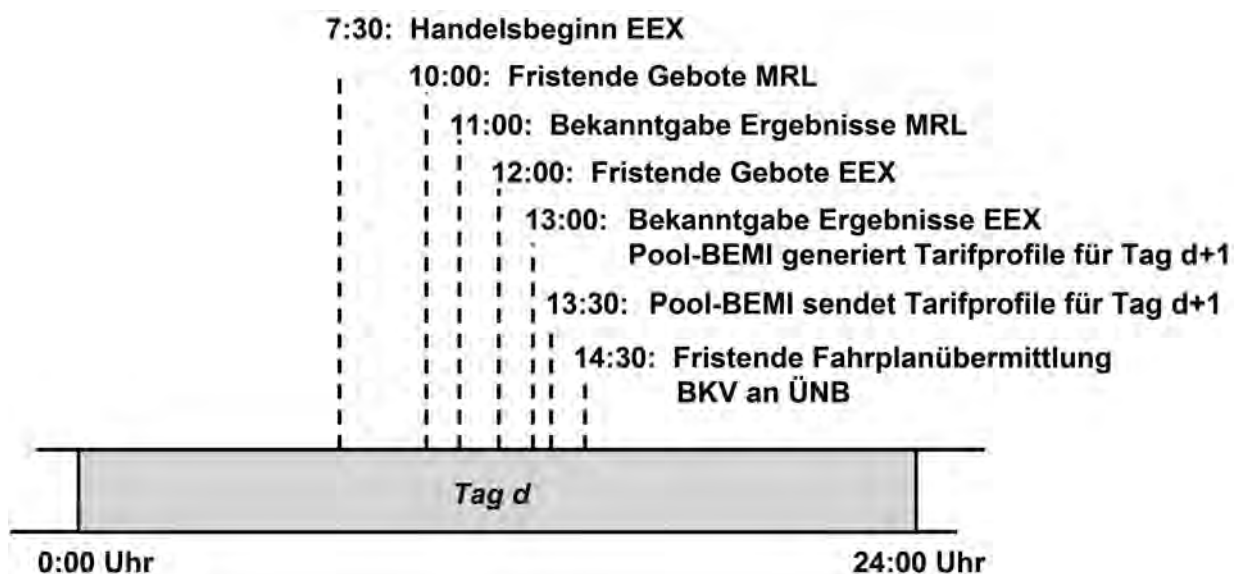 7:30: Handelsbeginn EEX
10:00: Fristende Gebote MRL
11:00: Bekanntgabe Ergebnisse MRL
12:00: Fristende Gebote EEX
13:00: Bekanntgabe Ergebnisse EEX
Pool-BEMI generiert Tarifprofile für Tag d+1
13:30: Pool-BEMI sendet Tarifprofile für Tag d+1
14:30: Fristende Fahrplanübermittlung
BKV an ÜNB
Tag d
0:00 Uhr
24:00 Uhr